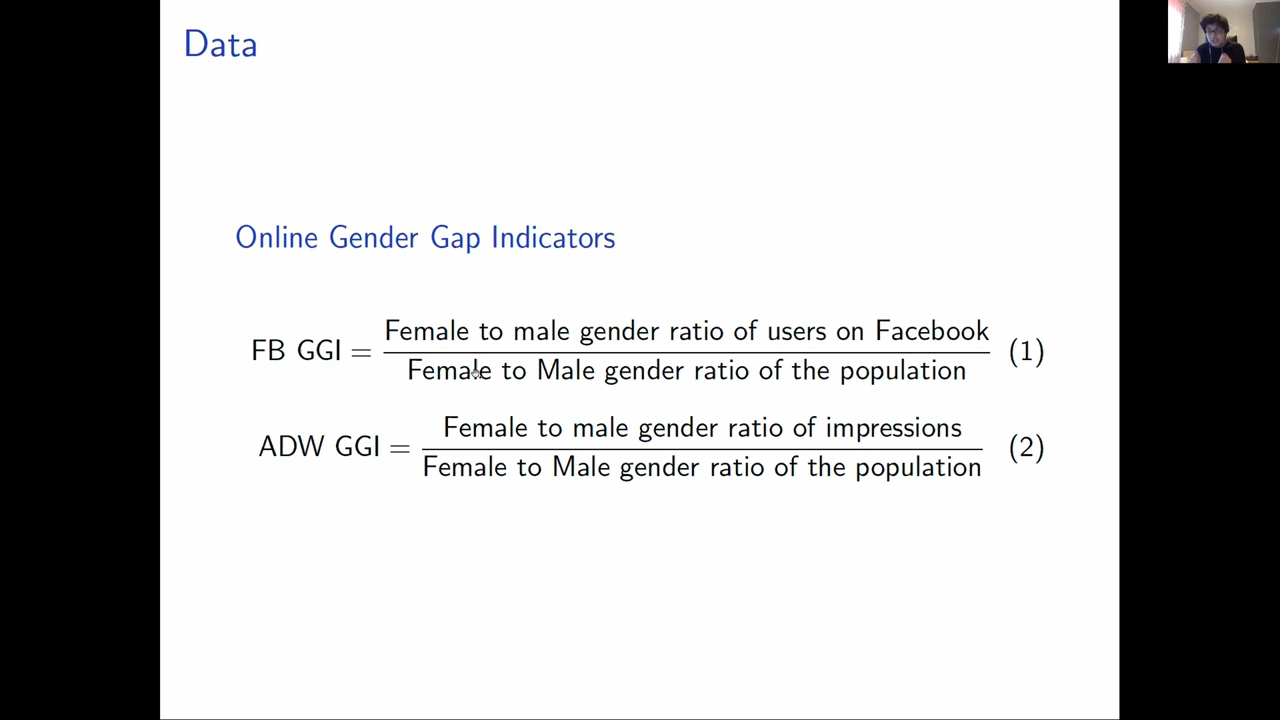 Data
Online Gender Gap Indicators
FB GGI = Female to male gender ratio of users on Facebook / Female to Male gender ratio of the population (1)
ADW GGI = Female to male gender ratio of impressions / Female to Male gender ratio of the population (2)